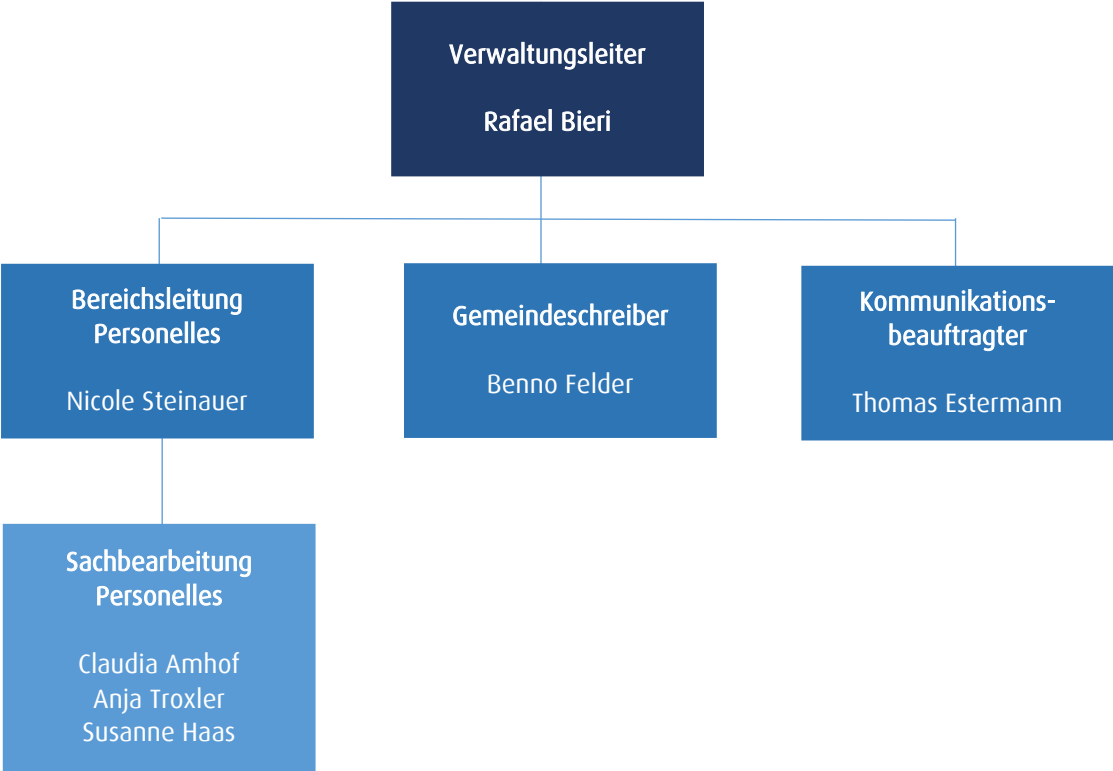 Verwaltungsleiter
Rafael Bieri
Bereichsleitung
Personelles
Nicole Steinauer
Gemeindeschreiber
Benno Felder
Kommunikations-
beauftragter
Thomas Estermann
Sachbearbeitung
Personelles
Claudia Amhof
Anja Troxler
Susanne Haas